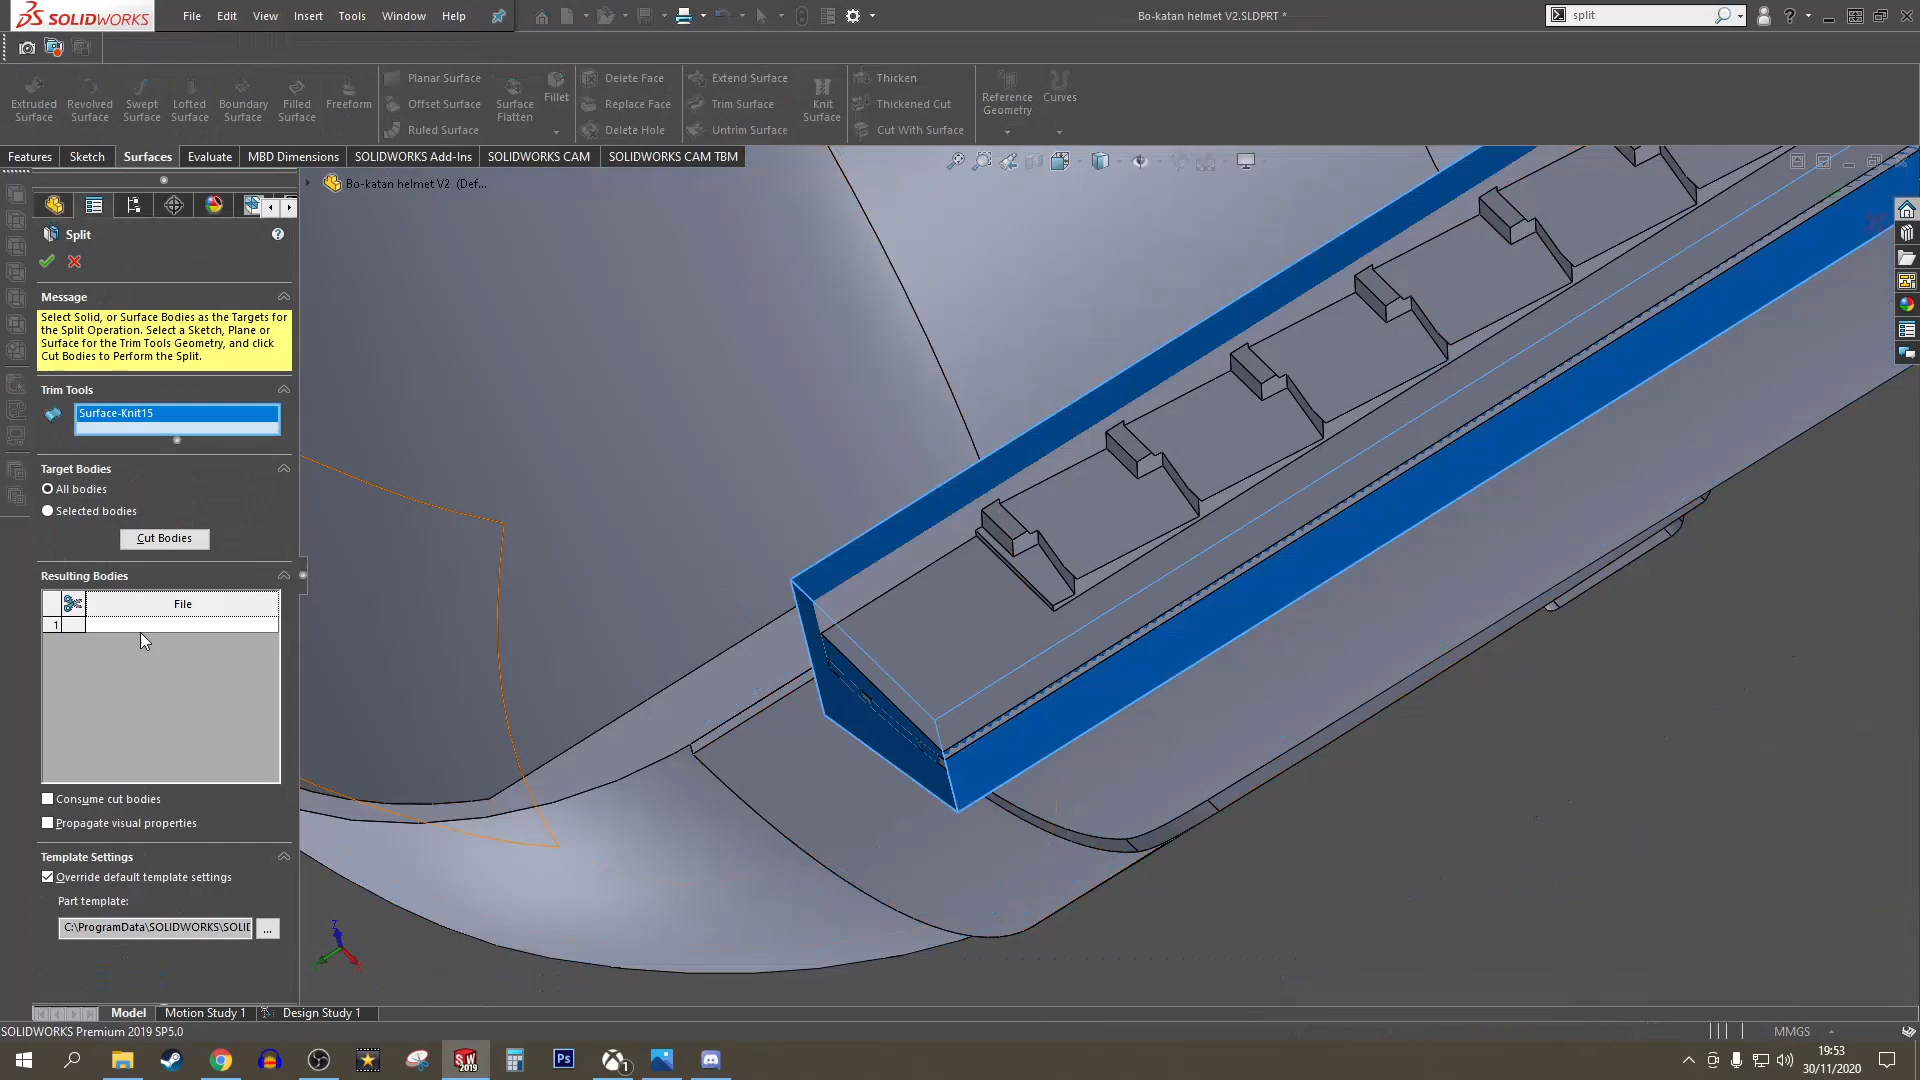 SOLIDWORKS
File Edit View Insert Tools Window Help
Bo-katan helmet V2.SLDPRT *
split
Extruded Surface
Revolved Surface
Swept Surface
Lofted Surface
Boundary Surface
Filled Surface
Freeform
Planar Surface
Offset Surface
Ruled Surface
Surface Flatten
Fillet
Delete Face
Replace Face
Delete Hole
Extend Surface
Trim Surface
Untrim Surface
Knit Surface
Thicken
Thickened Cut
Cut With Surface
Reference Geometry
Curves
Features Sketch Surfaces Evaluate MBD Dimensions SOLIDWORKS Add-Ins SOLIDWORKS CAM SOLIDWORKS CAM TBM
Bo-katan helmet V2 (Def...
Split
Message
Select Solid, or Surface Bodies as the Targets for
the Split Operation. Select a Sketch, Plane or
Surface for the Trim Tools Geometry, and click
Cut Bodies to Perform the Split.
Trim Tools
Surface-Knit15
Target Bodies
All bodies
Selected bodies
Cut Bodies
Resulting Bodies
File
1
Consume cut bodies
Propagate visual properties
Template Settings
Override default template settings
Part template:
C:\ProgramData\SOLIDWORKS\SOLID
...
Z
Model Motion Study 1 Design Study 1
SOLIDWORKS Premium 2019 SP5.0
MMGS
SW
2019
Ps
1
19:53
30/11/2020